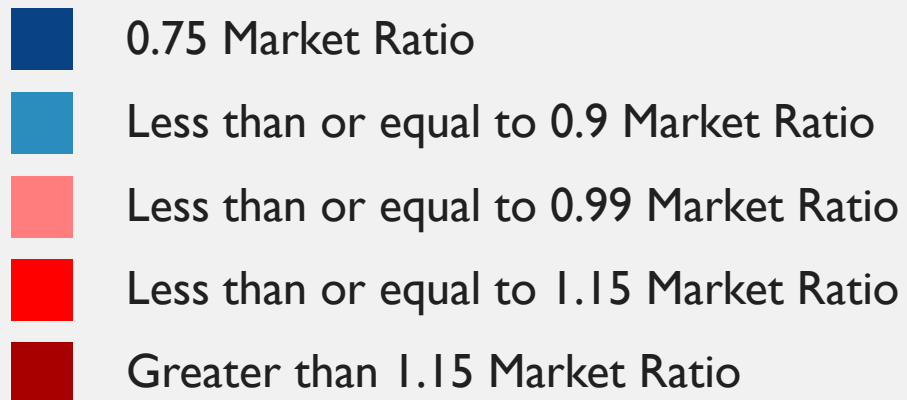 0.75 Market Ratio
Less than or equal to 0.9 Market Ratio
Less than or equal to 0.99 Market Ratio
Less than or equal to 1.15 Market Ratio
Greater than 1.15 Market Ratio